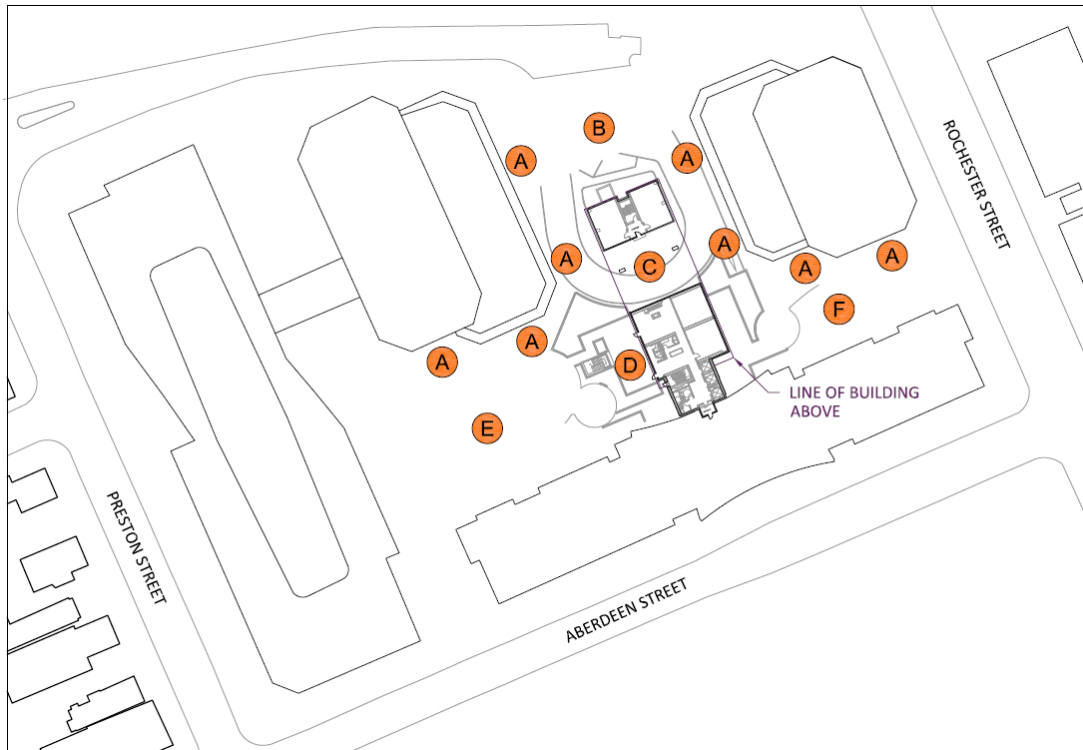 B
A
A
ROCHESTER STREET
A
A
C
A
A
F
A
A
D
LINE OF BUILDING
ABOVE
E
PRESTON STREET
ABERDEEN STREET